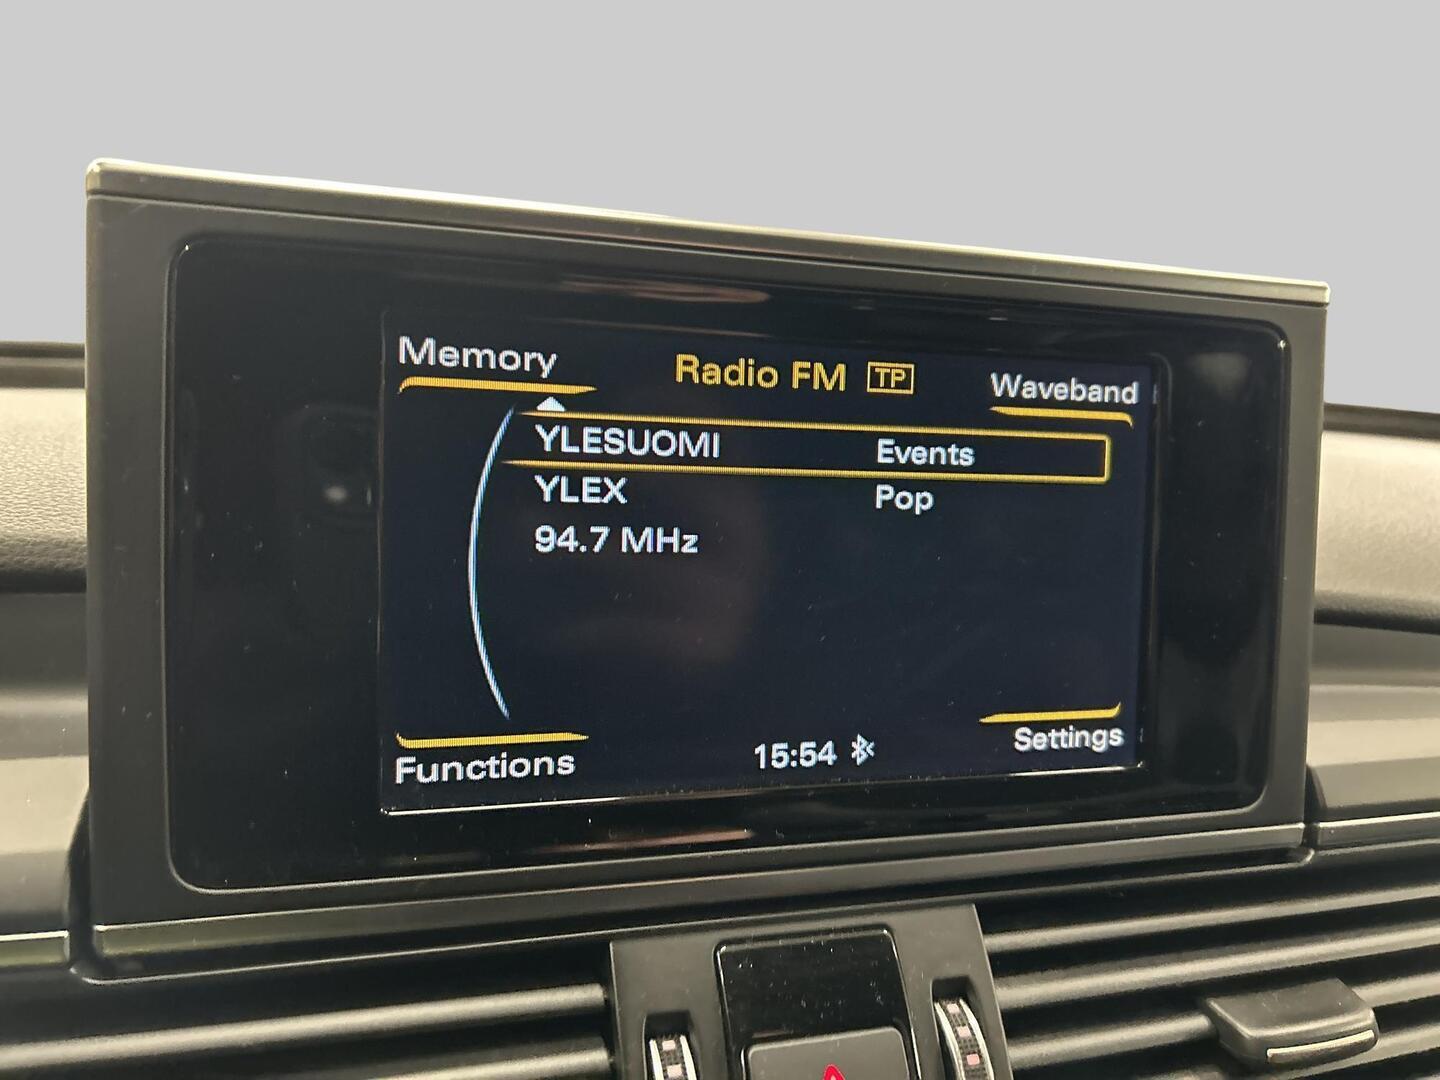 Memory
Radio FM TP
Waveband
YLESUOMI Events
YLEX Pop
94.7 MHz
Functions
15:54
Settings